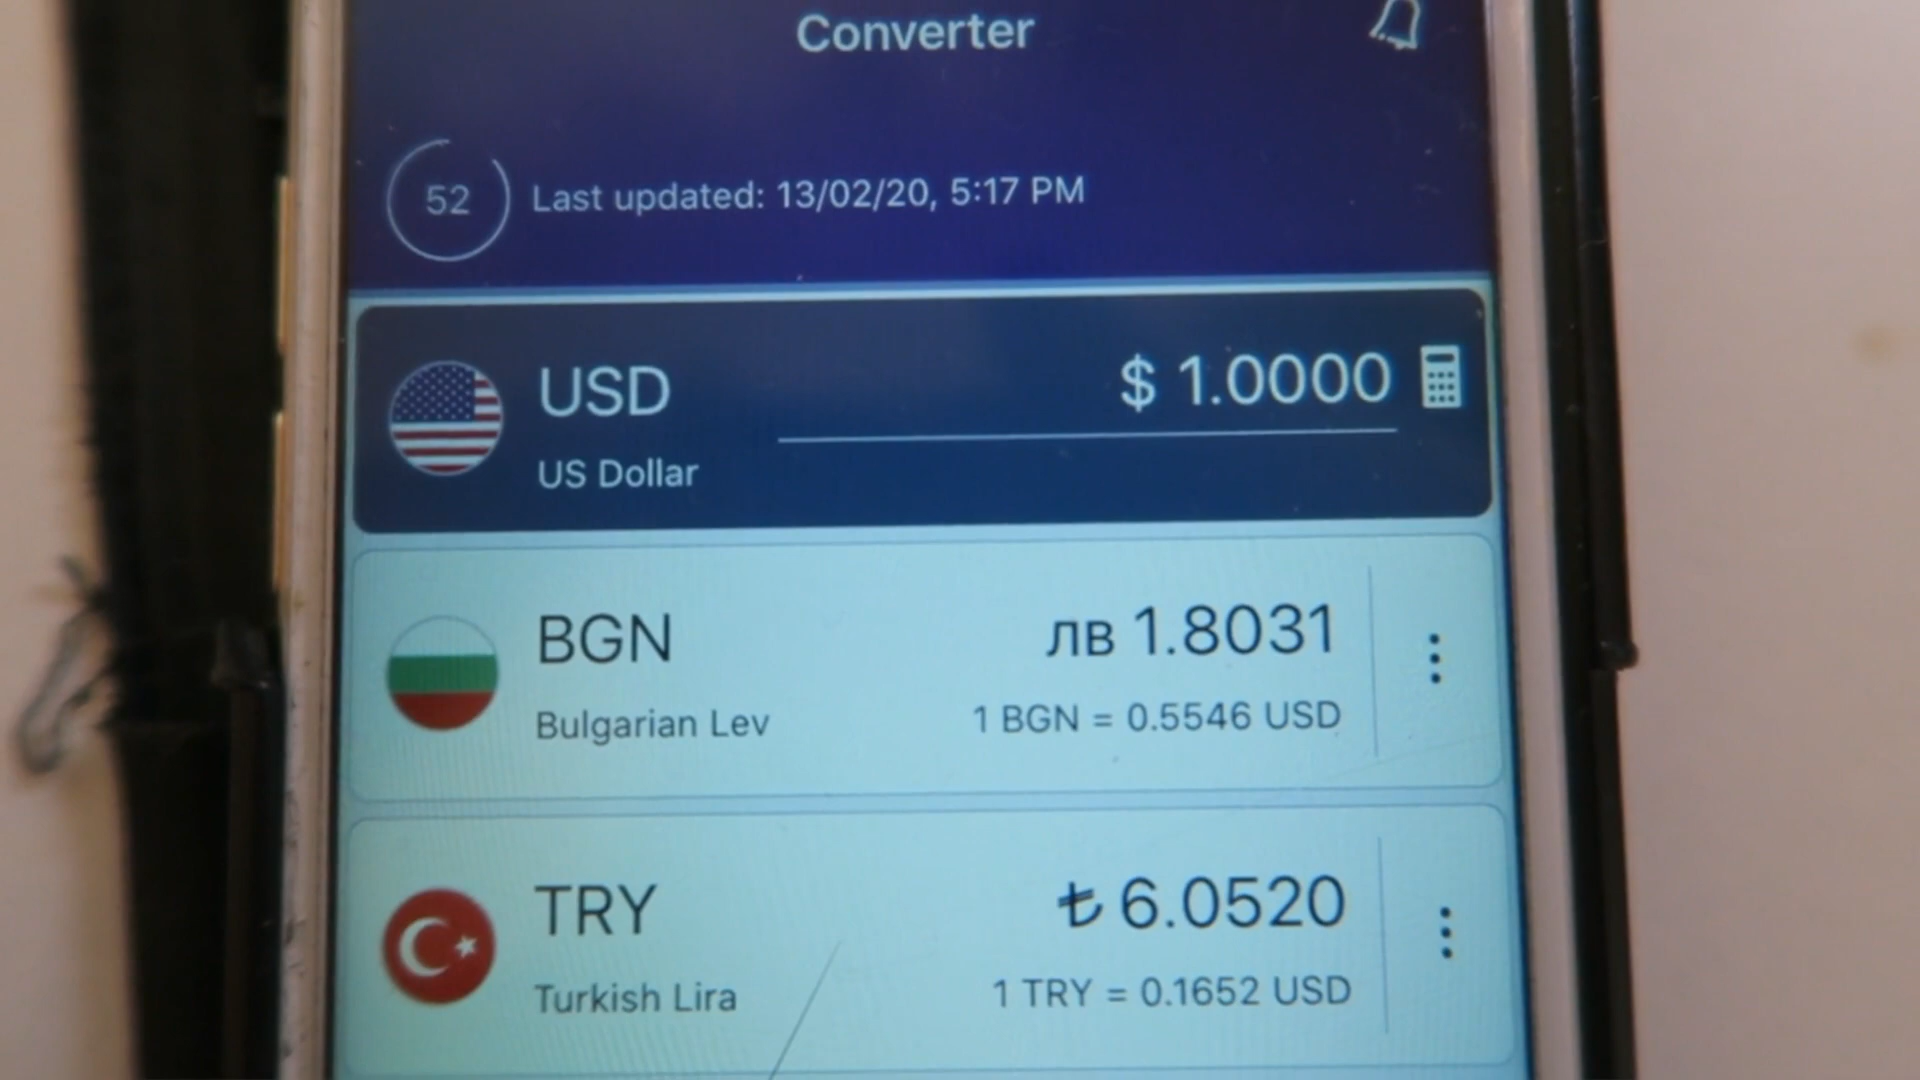 Converter
52
Last updated: 13/02/20, 5:17 PM
USD
$ 1.0000
US Dollar
BGN
лв 1.8031
Bulgarian Lev
1 BGN = 0.5546 USD
TRY
₺ 6.0520
Turkish Lira
1 TRY = 0.1652 USD